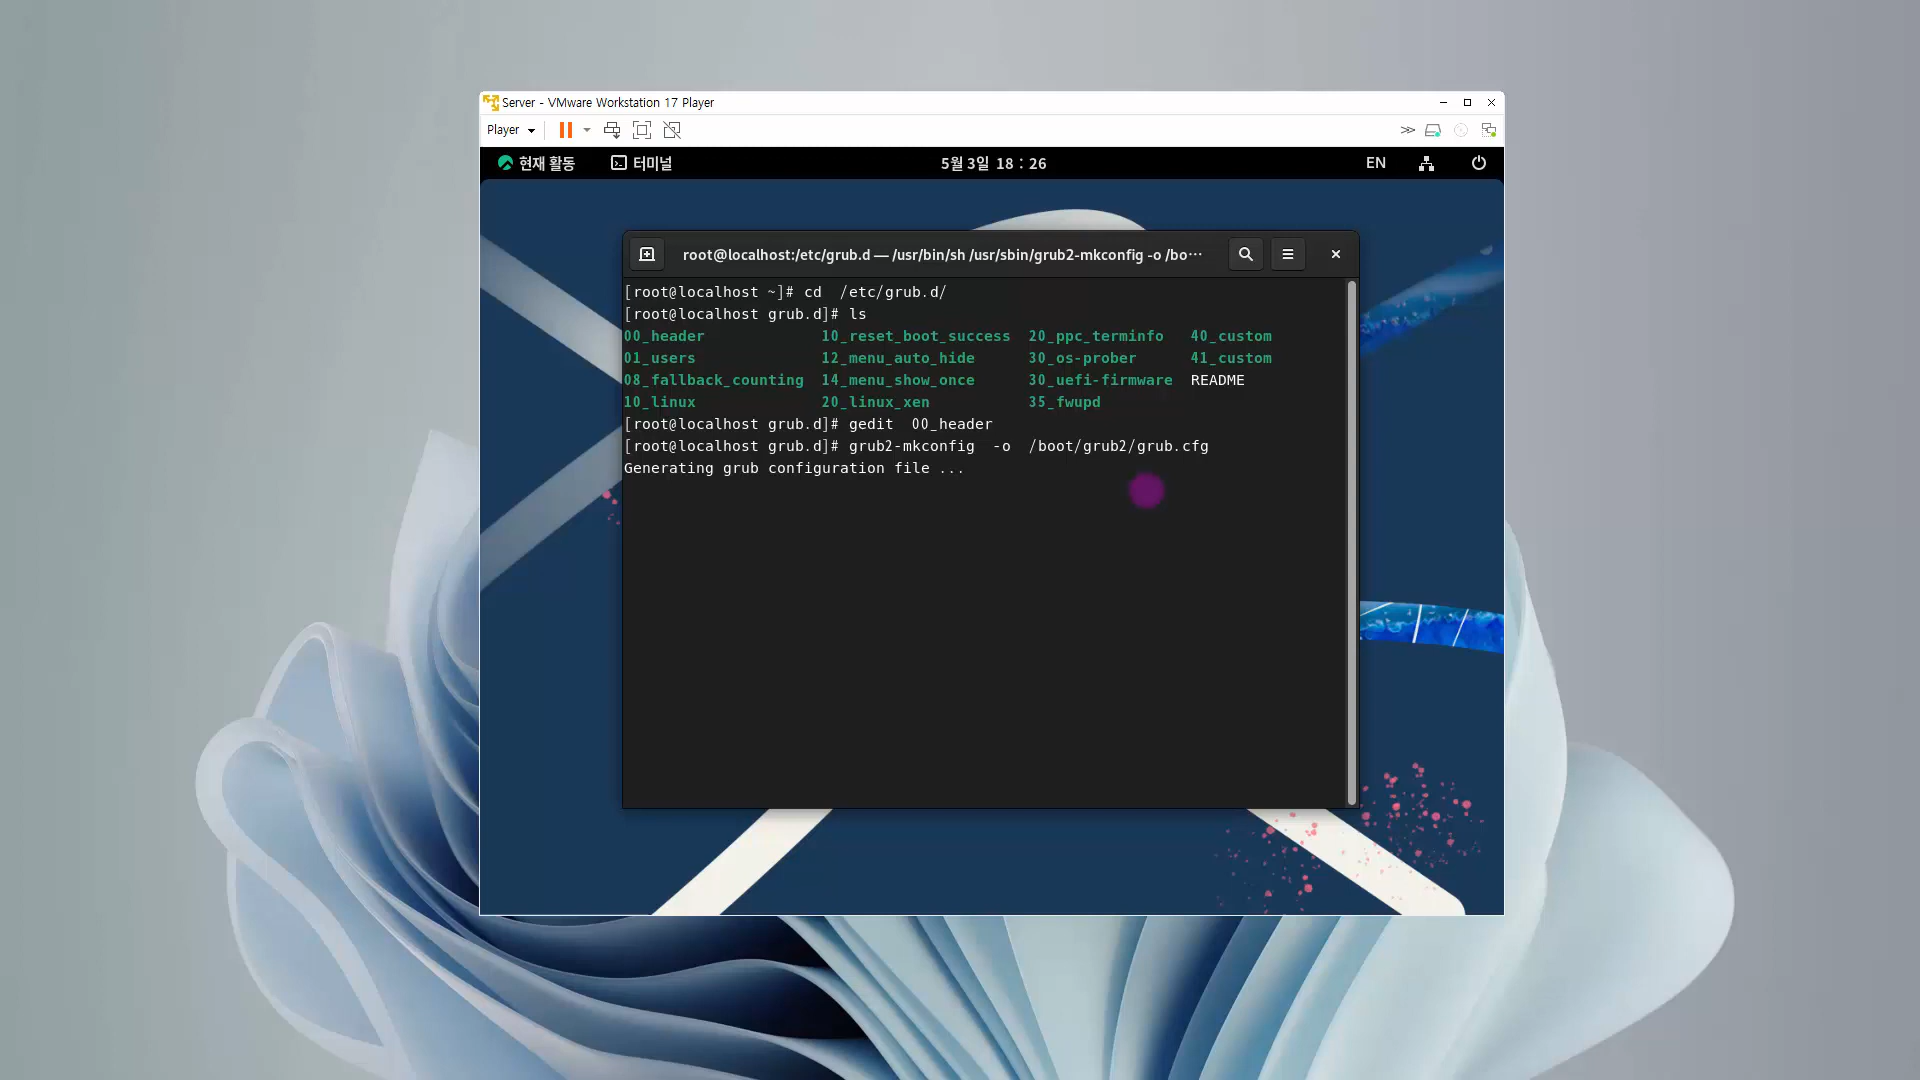 Server - VMware Workstation 17 Player
Player
현재 활동 터미널 5월 3일 18 : 26 EN
root@localhost:/etc/grub.d — /usr/bin/sh /usr/sbin/grub2-mkconfig -o /bo···
[root@localhost ~]# cd  /etc/grub.d/
[root@localhost grub.d]# ls
00_header             10_reset_boot_success  20_ppc_terminfo   40_custom
01_users              12_menu_auto_hide      30_os-prober      41_custom
08_fallback_counting  14_menu_show_once      30_uefi-firmware  README
10_linux              20_linux_xen           35_fwupd
[root@localhost grub.d]# gedit  00_header
[root@localhost grub.d]# grub2-mkconfig  -o  /boot/grub2/grub.cfg
Generating grub configuration file ...